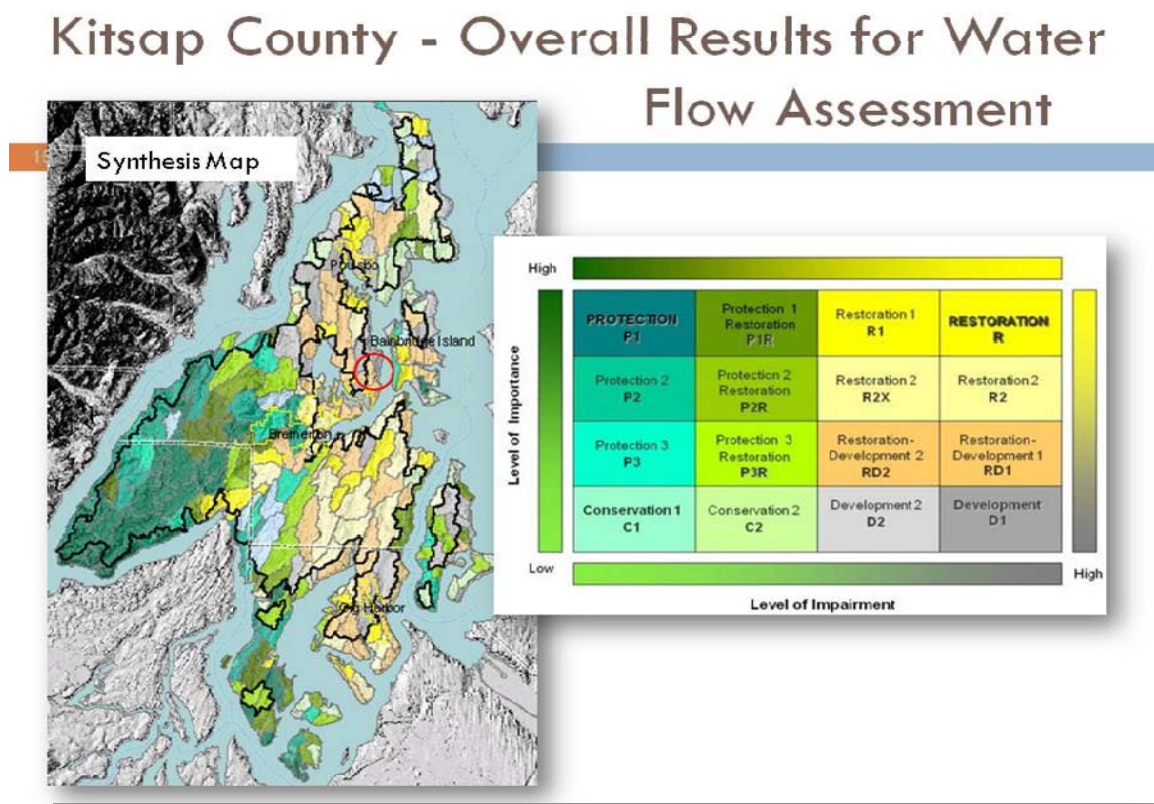 Kitsap County - Overall Results for Water
Flow Assessment
Synthesis Map
Poulsbo
Bainbridge Island
Bremerton
Gig Harbor
High
PROTECTION
P1
Protection 1
Restoration
P1R
Restoration 1
R1
RESTORATION
R
Protection 2
P2
Protection 2
Restoration
P2R
Restoration 2
R2X
Restoration 2
R2
Protection 3
P3
Protection 3
Restoration
P3R
Restoration-
Development 2
RD2
Restoration-
Development 1
RD1
Conservation 1
C1
Conservation 2
C2
Development 2
D2
Development
D1
Level of Importance
Low
High
Level of Impairment